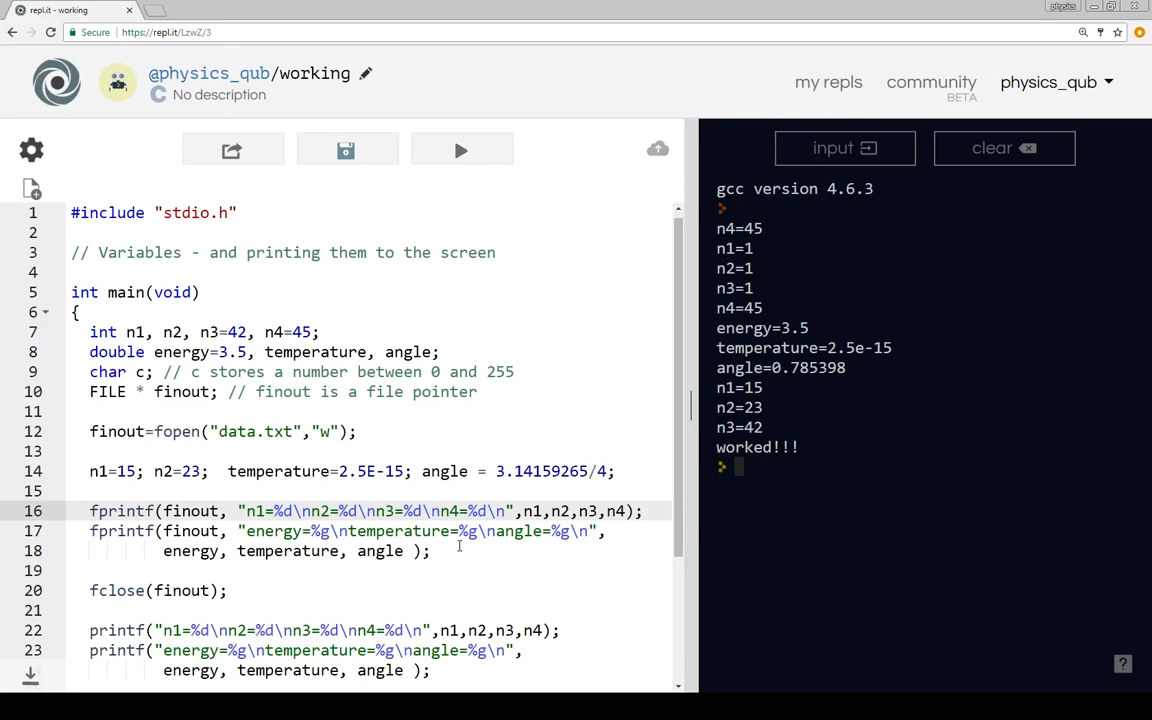 repl.it - working
physics
Secure https://repl.it/LzwZ/3
@physics_qub/working
C No description
my repls
community
BETA
physics_qub
1 #include "stdio.h"
2
3 // Variables - and printing them to the screen
4
5 int main(void)
6 {
7 int n1, n2, n3=42, n4=45;
8 double energy=3.5, temperature, angle;
9 char c; // c stores a number between 0 and 255
10 FILE * finout; // finout is a file pointer
11
12 finout=fopen("data.txt","w");
13
14 n1=15; n2=23;  temperature=2.5E-15; angle = 3.14159265/4;
15
16 fprintf(finout, "n1=%d\nn2=%d\nn3=%d\nn4=%d\n",n1,n2,n3,n4);
17 fprintf(finout, "energy=%g\ntemperature=%g\nangle=%g\n",
18 energy, temperature, angle );
19
20 fclose(finout);
21
22 printf("n1=%d\nn2=%d\nn3=%d\nn4=%d\n",n1,n2,n3,n4);
23 printf("energy=%g\ntemperature=%g\nangle=%g\n",
energy, temperature, angle );
input
clear
gcc version 4.6.3
n4=45
n1=1
n2=1
n3=1
n4=45
energy=3.5
temperature=2.5e-15
angle=0.785398
n1=15
n2=23
n3=42
worked!!!
?